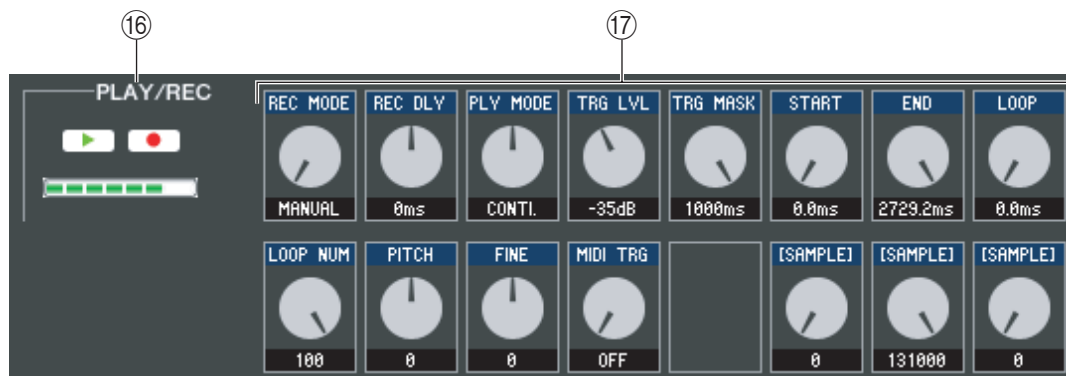 ⑯ ⑰
PLAY/REC
REC MODE REC DLY PLY MODE TRG LVL TRG MASK START END LOOP
MANUAL 0ms CONTI. -35dB 1000ms 0.0ms 2729.2ms 0.0ms
LOOP NUM PITCH FINE MIDI TRG [SAMPLE] [SAMPLE] [SAMPLE]
100 0 0 OFF 0 131000 0